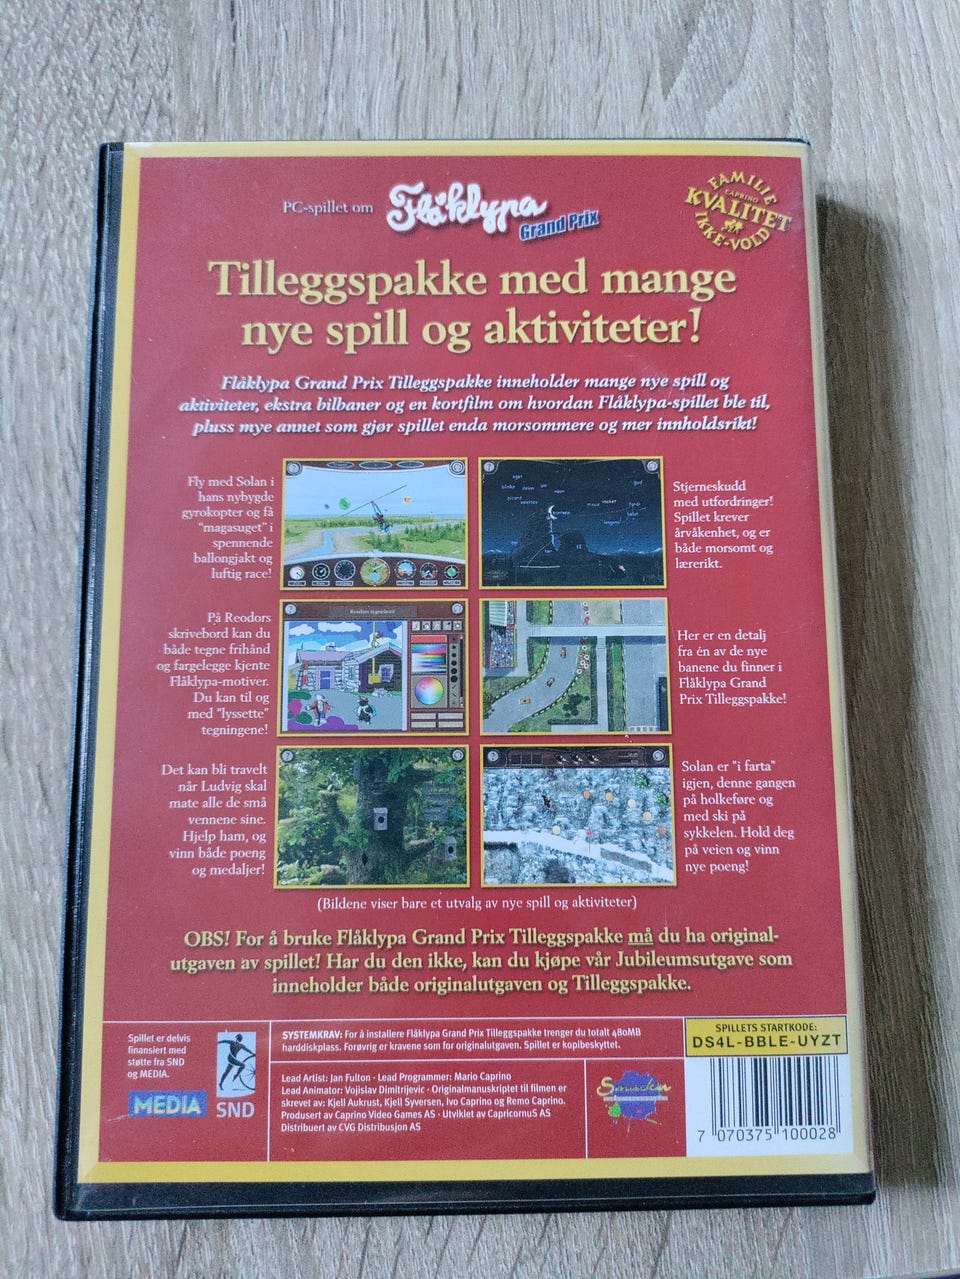 PC-spillet om Flåklypa
Grand Prix
FAMILIE
CAPRINO
KVALITET
IKKE-VOLD
Tilleggspakke med mange
nye spill og aktiviteter!
Flåklypa Grand Prix Tilleggspakke inneholder mange nye spill og
aktiviteter, ekstra bilbaner og en kortfilm om hvordan Flåklypa-spillet ble til,
pluss mye annet som gjør spillet enda morsommere og mer innholdsrikt!
Fly med Solan i
hans nybygde
gyrokopter og få
"magasuget" i
spennende
ballongjakt og
luftig race!
Stjerneskudd
med utfordringer!
Spillet krever
årvåkenhet, og er
både morsomt og
lærerikt.
På Reodors
skrivebord kan du
både tegne frihånd
og fargelegge kjente
Flåklypa-motiver.
Du kan til og
med "lyssette"
tegningene!
Reodors tegnebrett
Her er en detalj
fra én av de nye
banene du finner i
Flåklypa Grand
Prix Tilleggspakke!
Det kan bli travelt
når Ludvig skal
mate alle de små
vennene sine.
Hjelp ham, og
vinn både poeng
og medaljer!
Solan er "i farta"
igjen, denne gangen
på holkeføre og
med ski på
sykkelen. Hold deg
på veien og vinn
nye poeng!
(Bildene viser bare et utvalg av nye spill og aktiviteter)
OBS! For å bruke Flåklypa Grand Prix Tilleggspakke må du ha original-
utgaven av spillet! Har du den ikke, kan du kjøpe vår Jubileumsutgave som
inneholder både originalutgaven og Tilleggspakke.
Spillet er delvis
finansiert med
støtte fra SND
og MEDIA.
MEDIA
SND
SYSTEMKRAV: For å installere Flåklypa Grand Prix Tilleggspakke trenger du totalt 480MB
harddiskplass. Forøvrig er kravene som for originalutgaven. Spillet er kopibeskyttet.
Lead Artist: Jan Fulton · Lead Programmer: Mario Caprino
Lead Animator: Vojislav Dimitrijevic · Originalmanuskriptet til filmen er
skrevet av: Kjell Aukrust, Kjell Syversen, Ivo Caprino og Remo Caprino.
Produsert av Caprino Video Games AS · Utviklet av Capricornus AS
Distribuert av CVG Distribusjon AS
SPILLETS STARTKODE:
DS4L-BBLE-UYZT
7 070375 100028